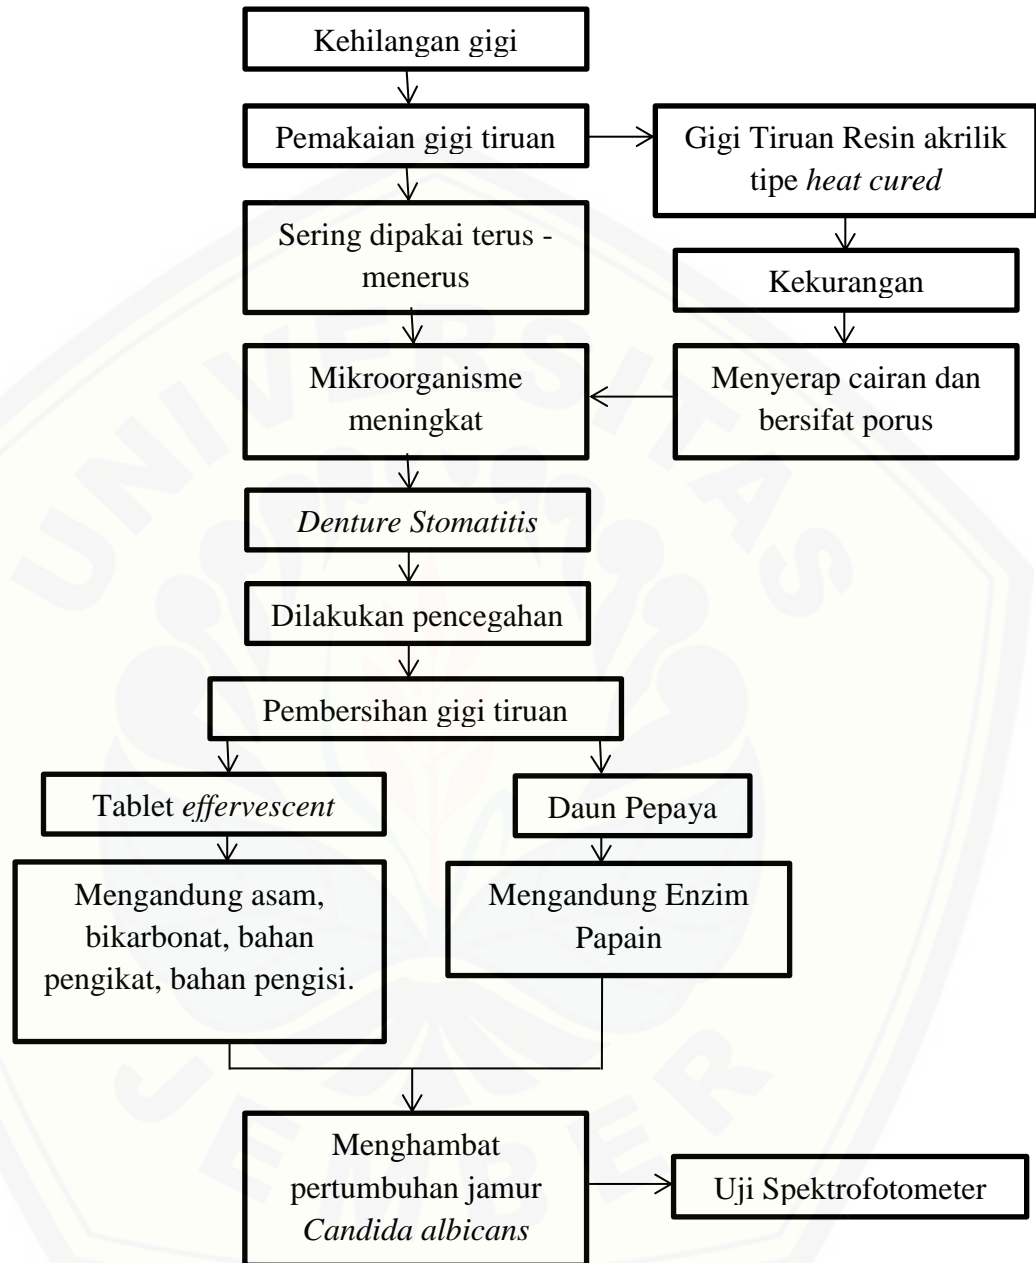 Kehilangan gigi
Pemakaian gigi tiruan
Gigi Tiruan Resin akrilik
tipe heat cured
Sering dipakai terus -
menerus
Kekurangan
Mikroorganisme
meningkat
Menyerap cairan dan
bersifat porus
Denture Stomatitis
Dilakukan pencegahan
Pembersihan gigi tiruan
Tablet effervescent
Daun Pepaya
Mengandung asam,
bikarbonat, bahan
pengikat, bahan pengisi.
Mengandung Enzim
Papain
Menghambat
pertumbuhan jamur
Candida albicans
Uji Spektrofotometer
UNIVERSITAS
JEMBER